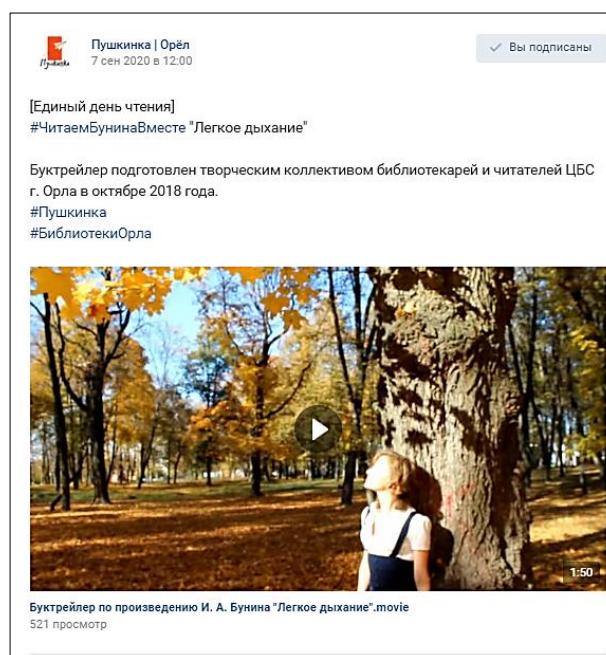 Пушкинка
Пушкинка | Орёл
7 сен 2020 в 12:00
Вы подписаны
[Единый день чтения]
#ЧитаемБунинаВместе "Легкое дыхание"
Буктрейлер подготовлен творческим коллективом библиотекарей и читателей ЦБС
г. Орла в октябре 2018 года.
#Пушкинка
#БиблиотекиОрла
1:50
Буктрейлер по произведению И. А. Бунина "Легкое дыхание".movie
521 просмотр